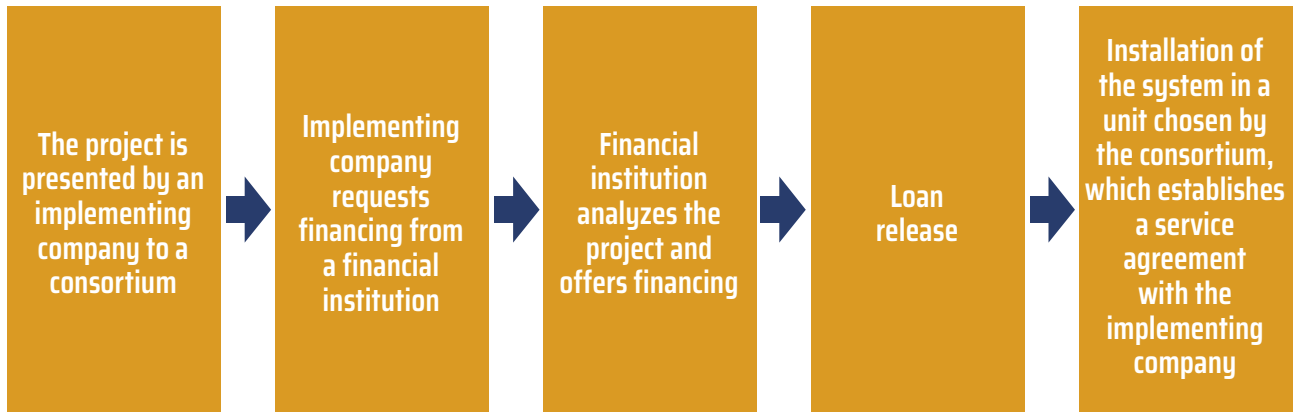 The project is
presented by an
implementing
company to a
consortium
Implementing
company
requests
financing from
a financial
institution
Financial
institution
analyzes the
project and
offers financing
Loan
release
Installation of
the system in a
unit chosen by
the consortium,
which establishes
a service
agreement
with the
implementing
company